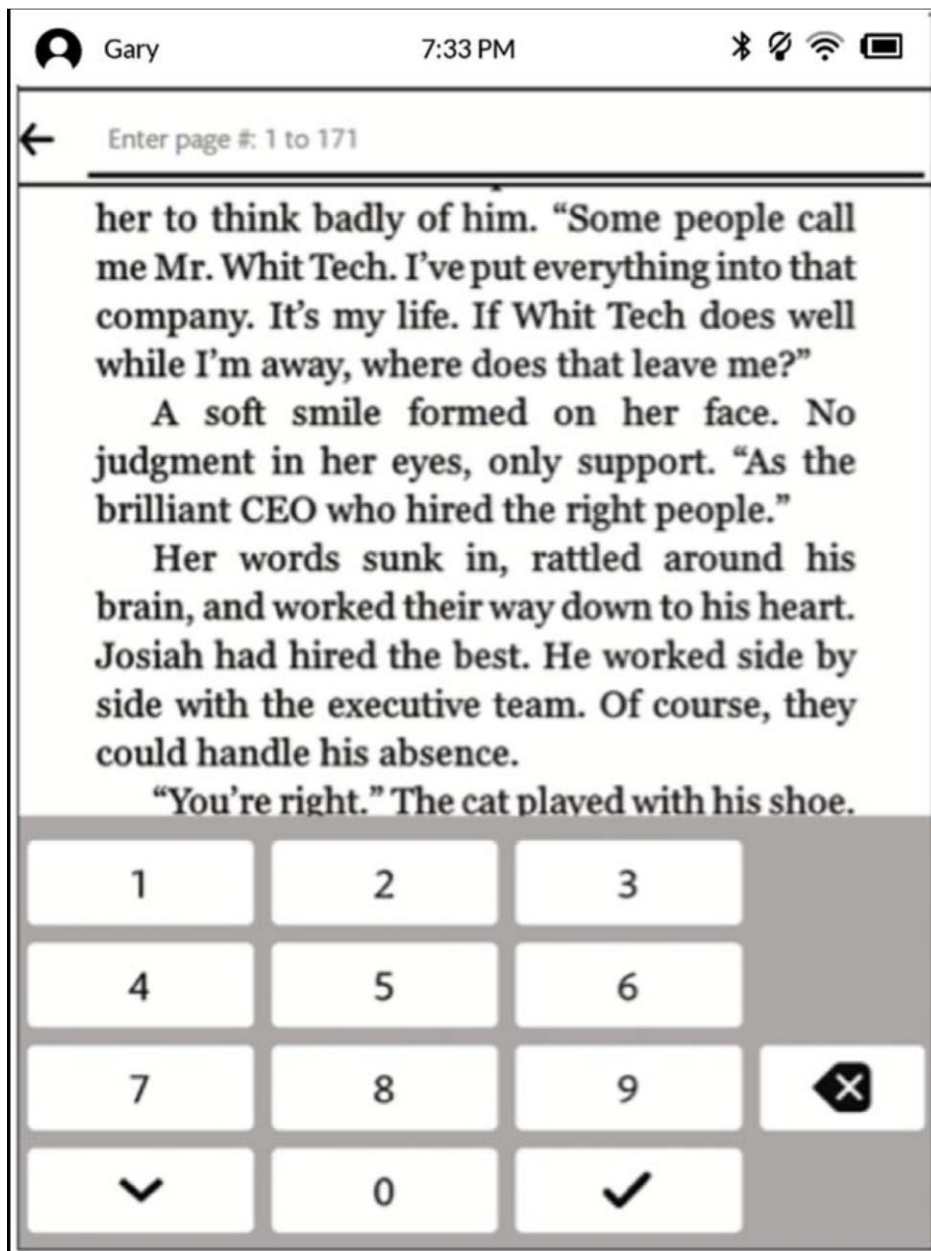 Gary 7:33 PM
Enter page #: 1 to 171
her to think badly of him. “Some people call
me Mr. Whit Tech. I’ve put everything into that
company. It’s my life. If Whit Tech does well
while I’m away, where does that leave me?”
A soft smile formed on her face. No
judgment in her eyes, only support. “As the
brilliant CEO who hired the right people.”
Her words sunk in, rattled around his
brain, and worked their way down to his heart.
Josiah had hired the best. He worked side by
side with the executive team. Of course, they
could handle his absence.
“You’re right.” The cat played with his shoe.
1 2 3
4 5 6
7 8 9
0